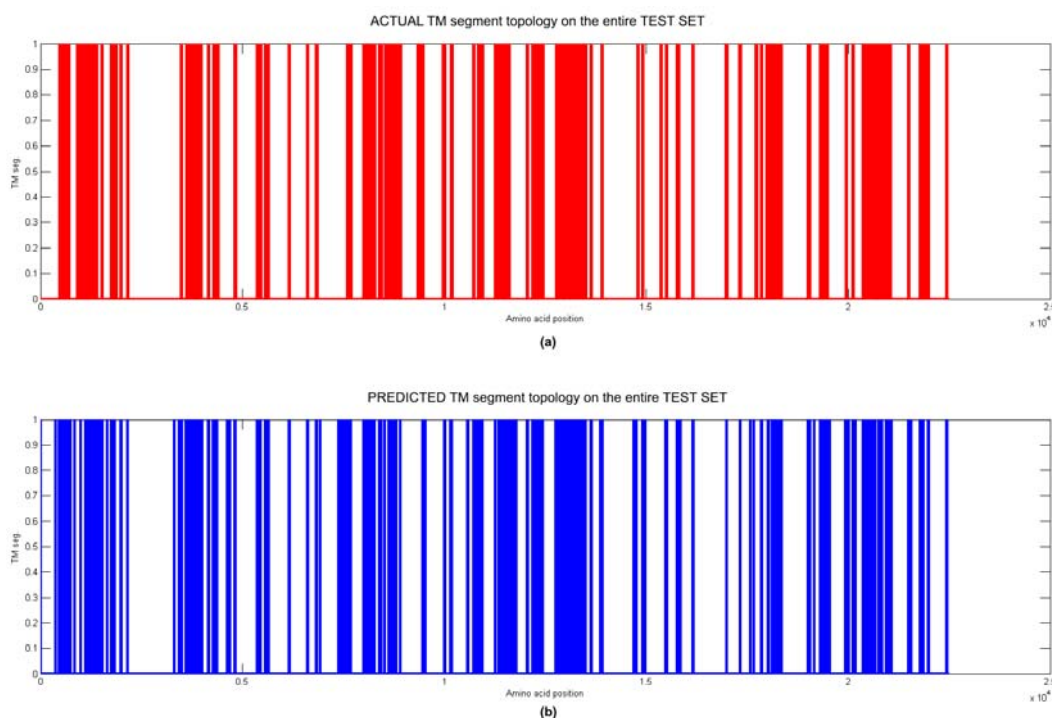 ACTUAL TM segment topology on the entire TEST SET
1
0.9
0.8
0.7
0.6
0.5
0.4
0.3
0.2
0.1
0
TM seg.
0 0.5 1 1.5 2 2.5
Amino acid position
x 10⁴
(a)
PREDICTED TM segment topology on the entire TEST SET
1
0.9
0.8
0.7
0.6
0.5
0.4
0.3
0.2
0.1
0
TM seg.
0 0.5 1 1.5 2 2.5
Amino acid position
x 10⁴
(b)